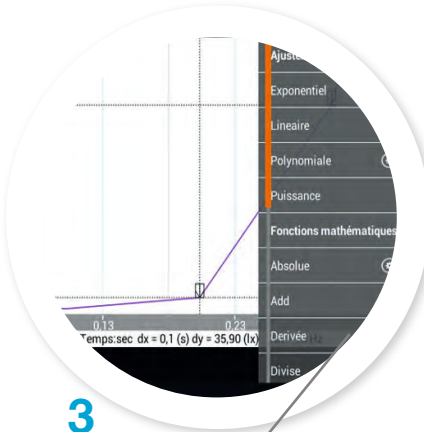 Exponentiel
Lineaire
Polynomiale
Puissance
Fonctions mathématiques
Absolue
Add
Derivée
Divise
0,13
0,23
Temps:sec dx = 0,1 (s) dy = 35,90 (lx)
Hz
3